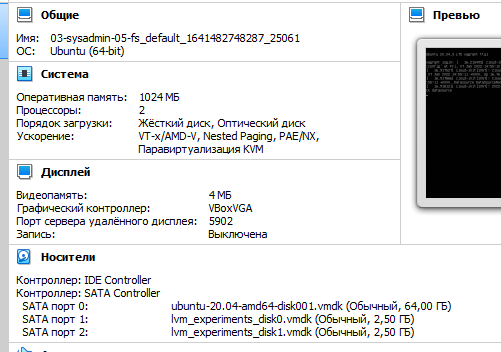 Общие
Превью
Имя: 03-sysadmin-05-fs_default_1641482748287_25061
ОС: Ubuntu (64-bit)
Система
Оперативная память: 1024 МБ
Процессоры: 2
Порядок загрузки: Жёсткий диск, Оптический диск
Ускорение: VT-x/AMD-V, Nested Paging, PAE/NX,
Паравиртуализация KVM
Дисплей
Видеопамять: 4 МБ
Графический контроллер: VBoxVGA
Порт сервера удалённого дисплея: 5902
Запись: Выключена
Носители
Контроллер: IDE Controller
Контроллер: SATA Controller
SATA порт 0: ubuntu-20.04-amd64-disk001.vmdk (Обычный, 64,00 ГБ)
SATA порт 1: lvm_experiments_disk0.vmdk (Обычный, 2,50 ГБ)
SATA порт 2: lvm_experiments_disk1.vmdk (Обычный, 2,50 ГБ)